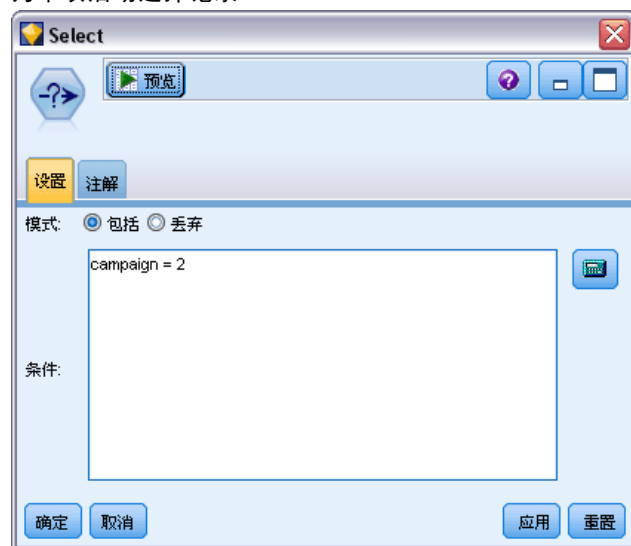 Select
预览
设置 注解
模式: 包括 丢弃
campaign = 2
条件:
确定 取消 应用 重置